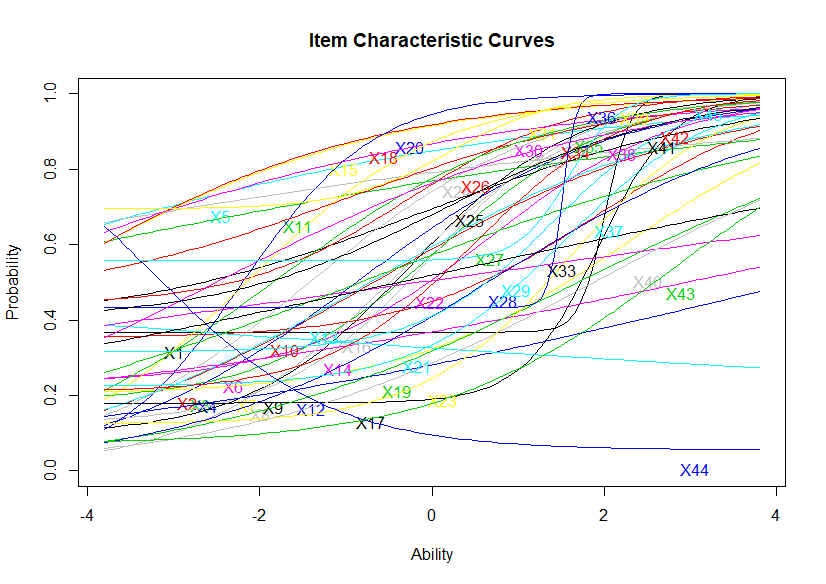 Item Characteristic Curves
Probability
1.0
0.8
0.6
0.4
0.2
0.0
X36
X20
X42
X30
X41
X18
X38
X15
X26
X5
X25
X11
X37
X27
X33
X40
X29
X43
X28
X22
X1
X10
X16
X14
X21
X6
X19
X23
X2
X4
X9
X12
X17
X44
-4
-2
0
2
4
Ability